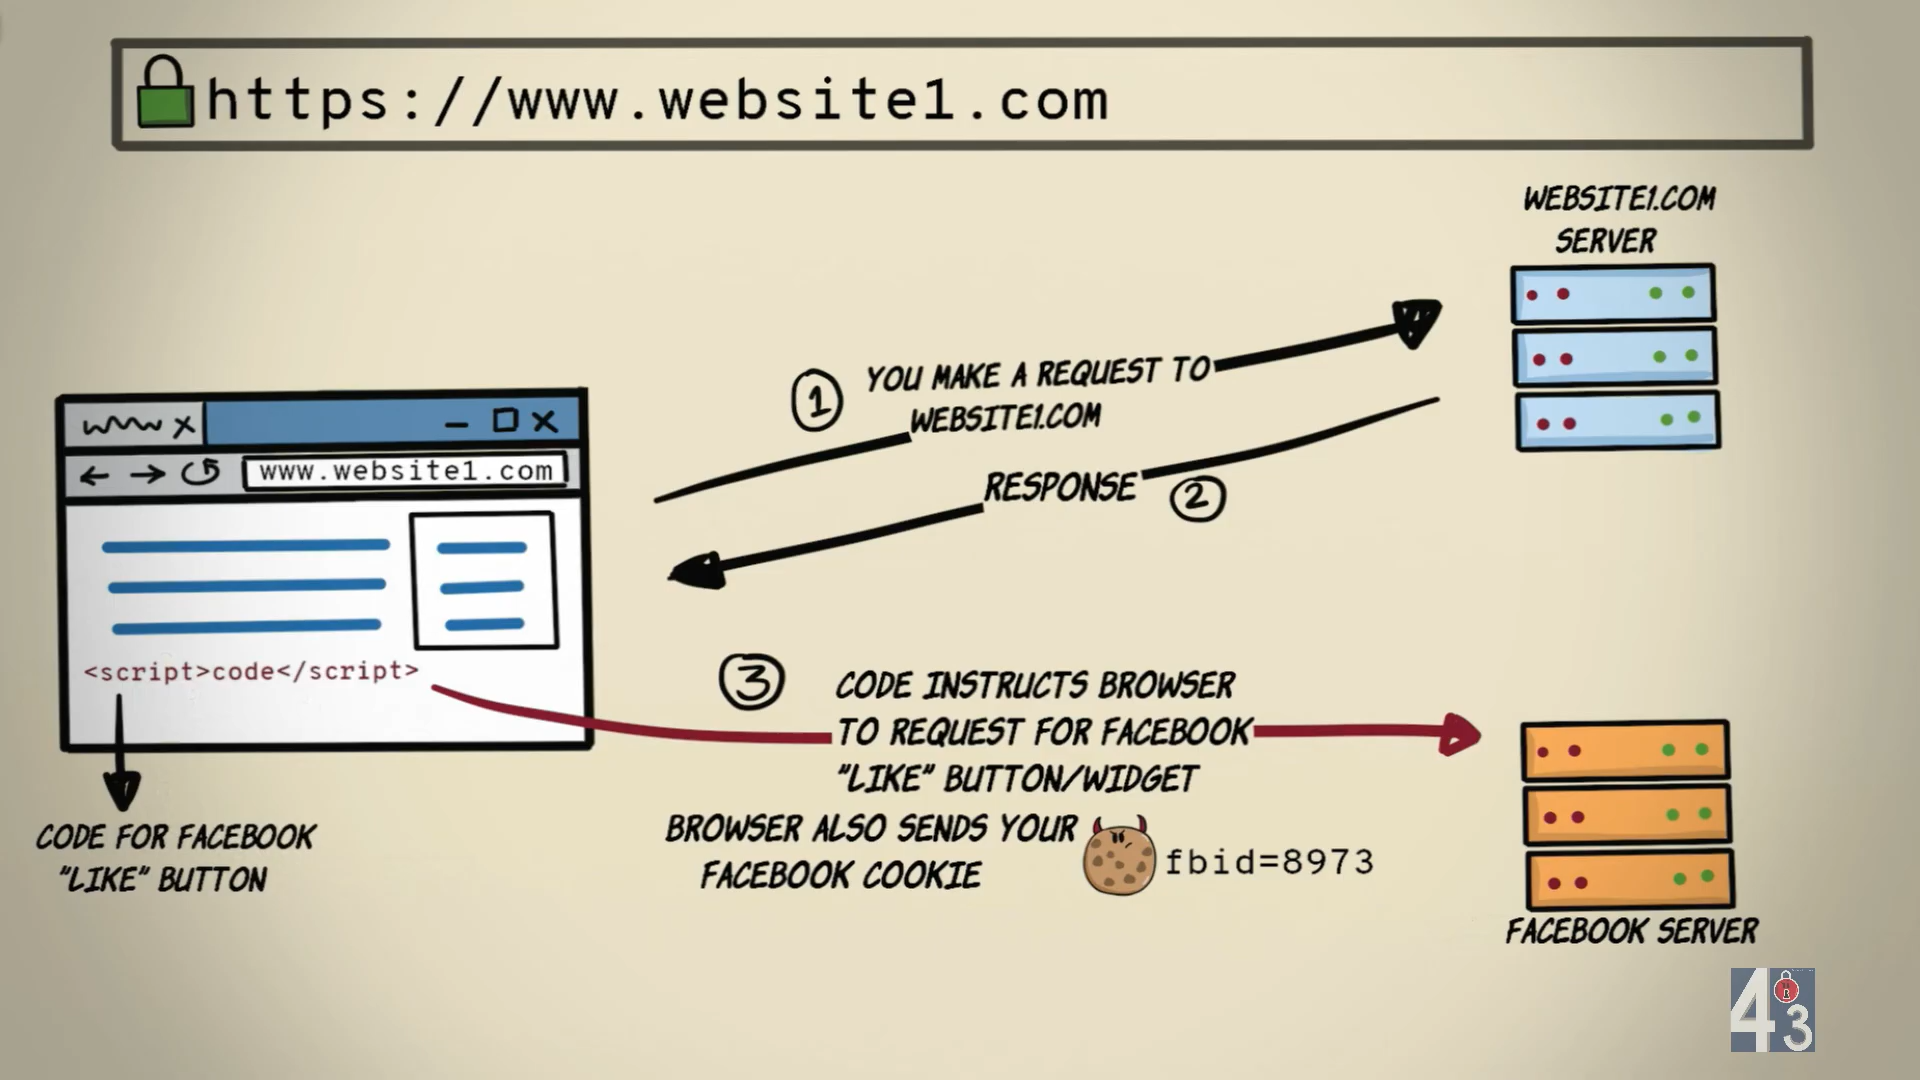 https://www.website1.com
WEBSITE1.COM
SERVER
1 YOU MAKE A REQUEST TO
WEBSITE1.COM
X
www.website1.com
RESPONSE 2
<script>code</script>
3 CODE INSTRUCTS BROWSER
TO REQUEST FOR FACEBOOK
"LIKE" BUTTON/WIDGET
BROWSER ALSO SENDS YOUR
FACEBOOK COOKIE
fbid=8973
CODE FOR FACEBOOK
"LIKE" BUTTON
FACEBOOK SERVER
43